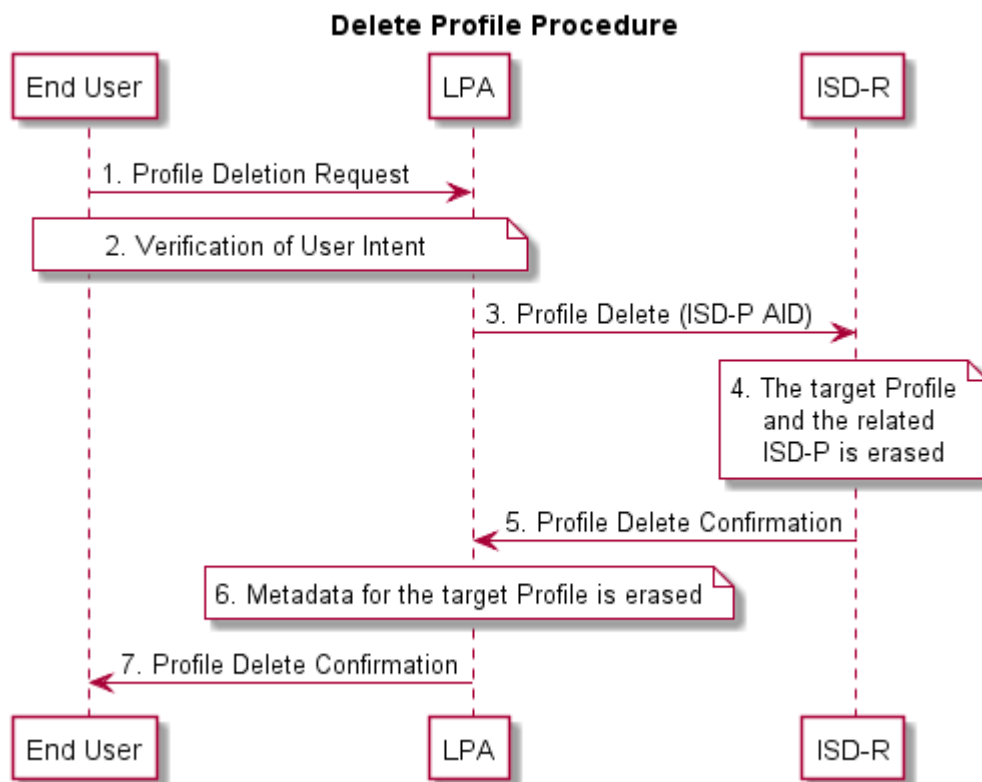 Delete Profile Procedure
End User
LPA
ISD-R
1. Profile Deletion Request
2. Verification of User Intent
3. Profile Delete (ISD-P AID)
4. The target Profile
and the related
ISD-P is erased
5. Profile Delete Confirmation
6. Metadata for the target Profile is erased
7. Profile Delete Confirmation
End User
LPA
ISD-R